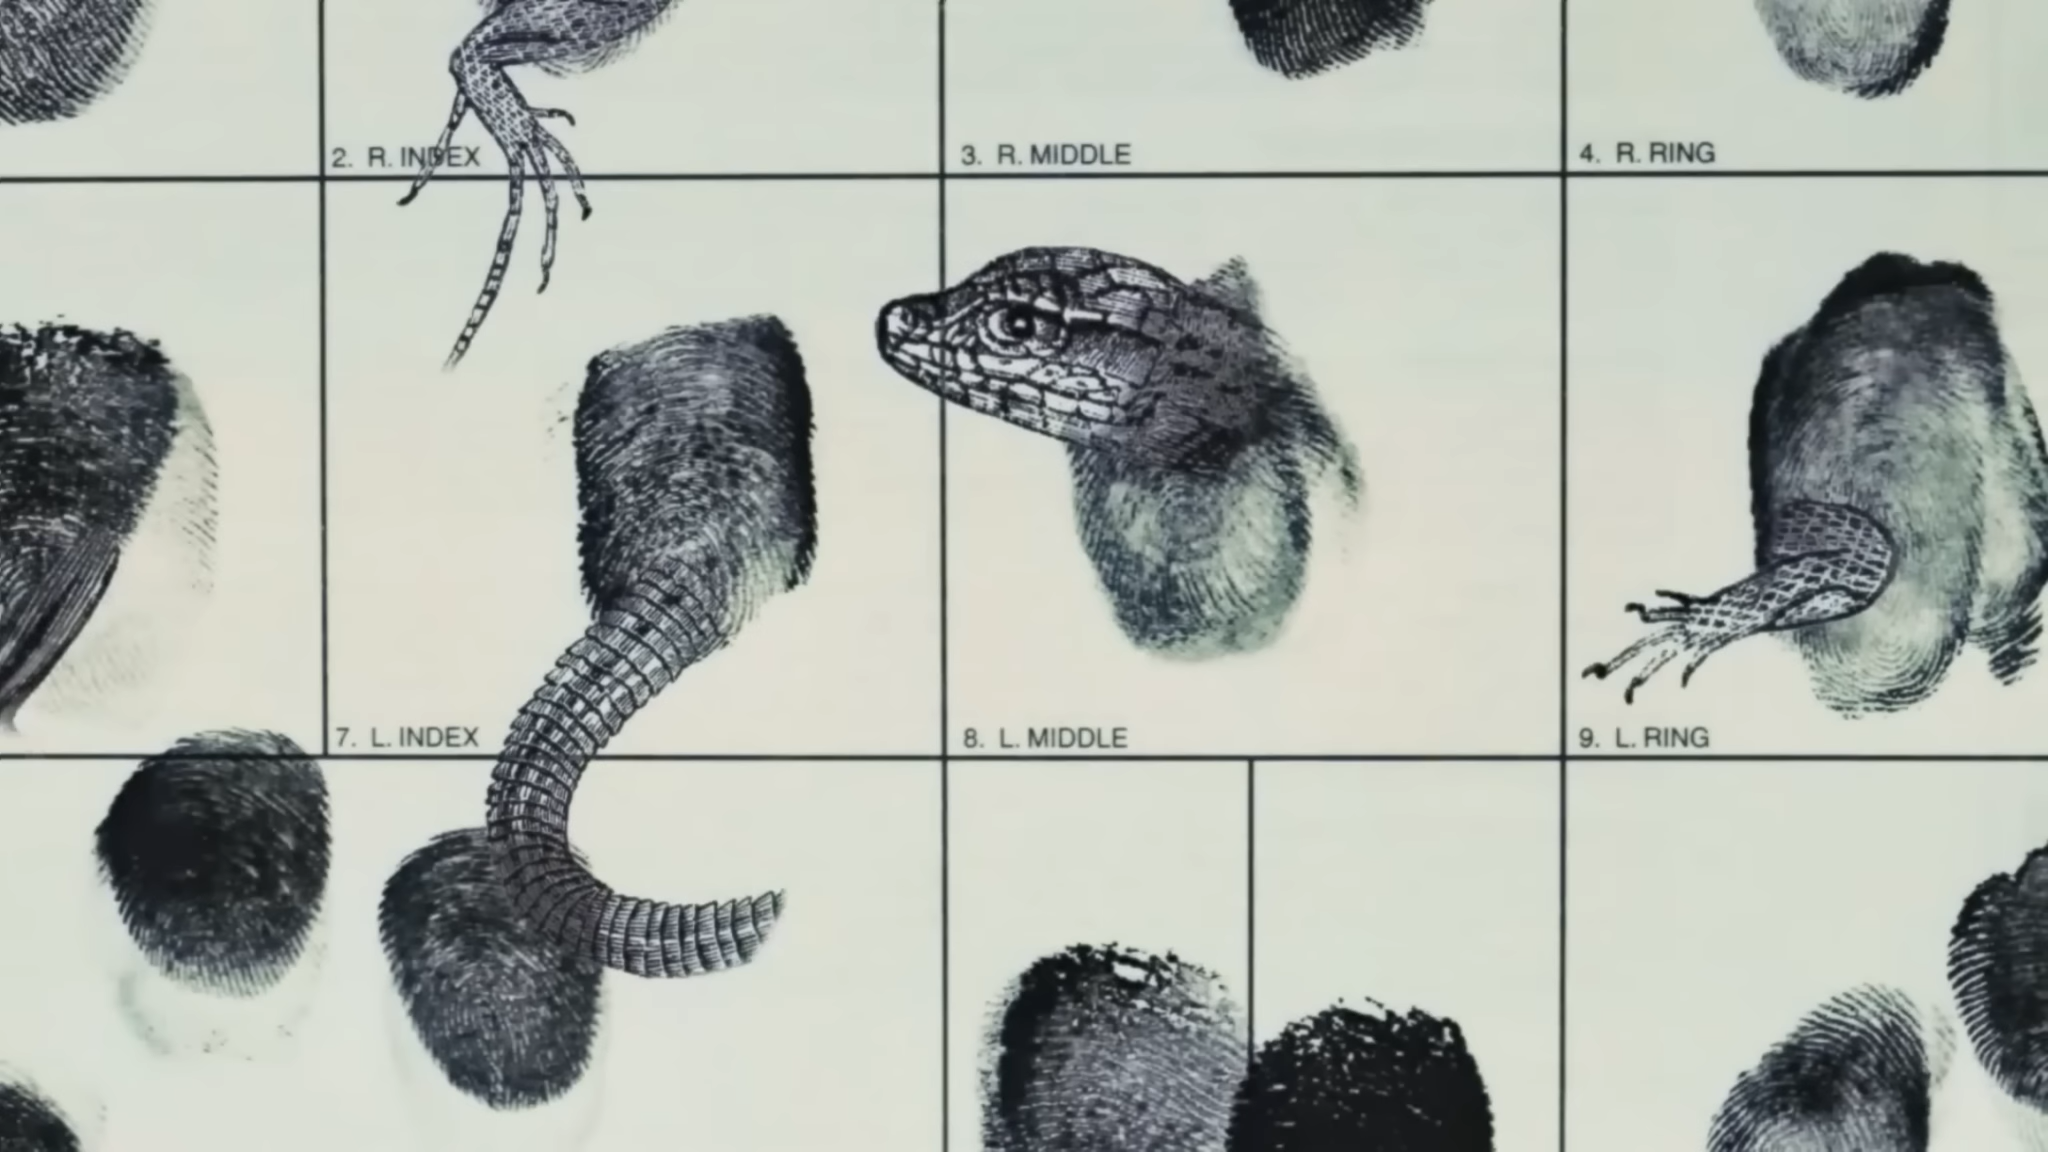 2. R. INDEX
3. R. MIDDLE
4. R. RING
7. L. INDEX
8. L. MIDDLE
9. L. RING